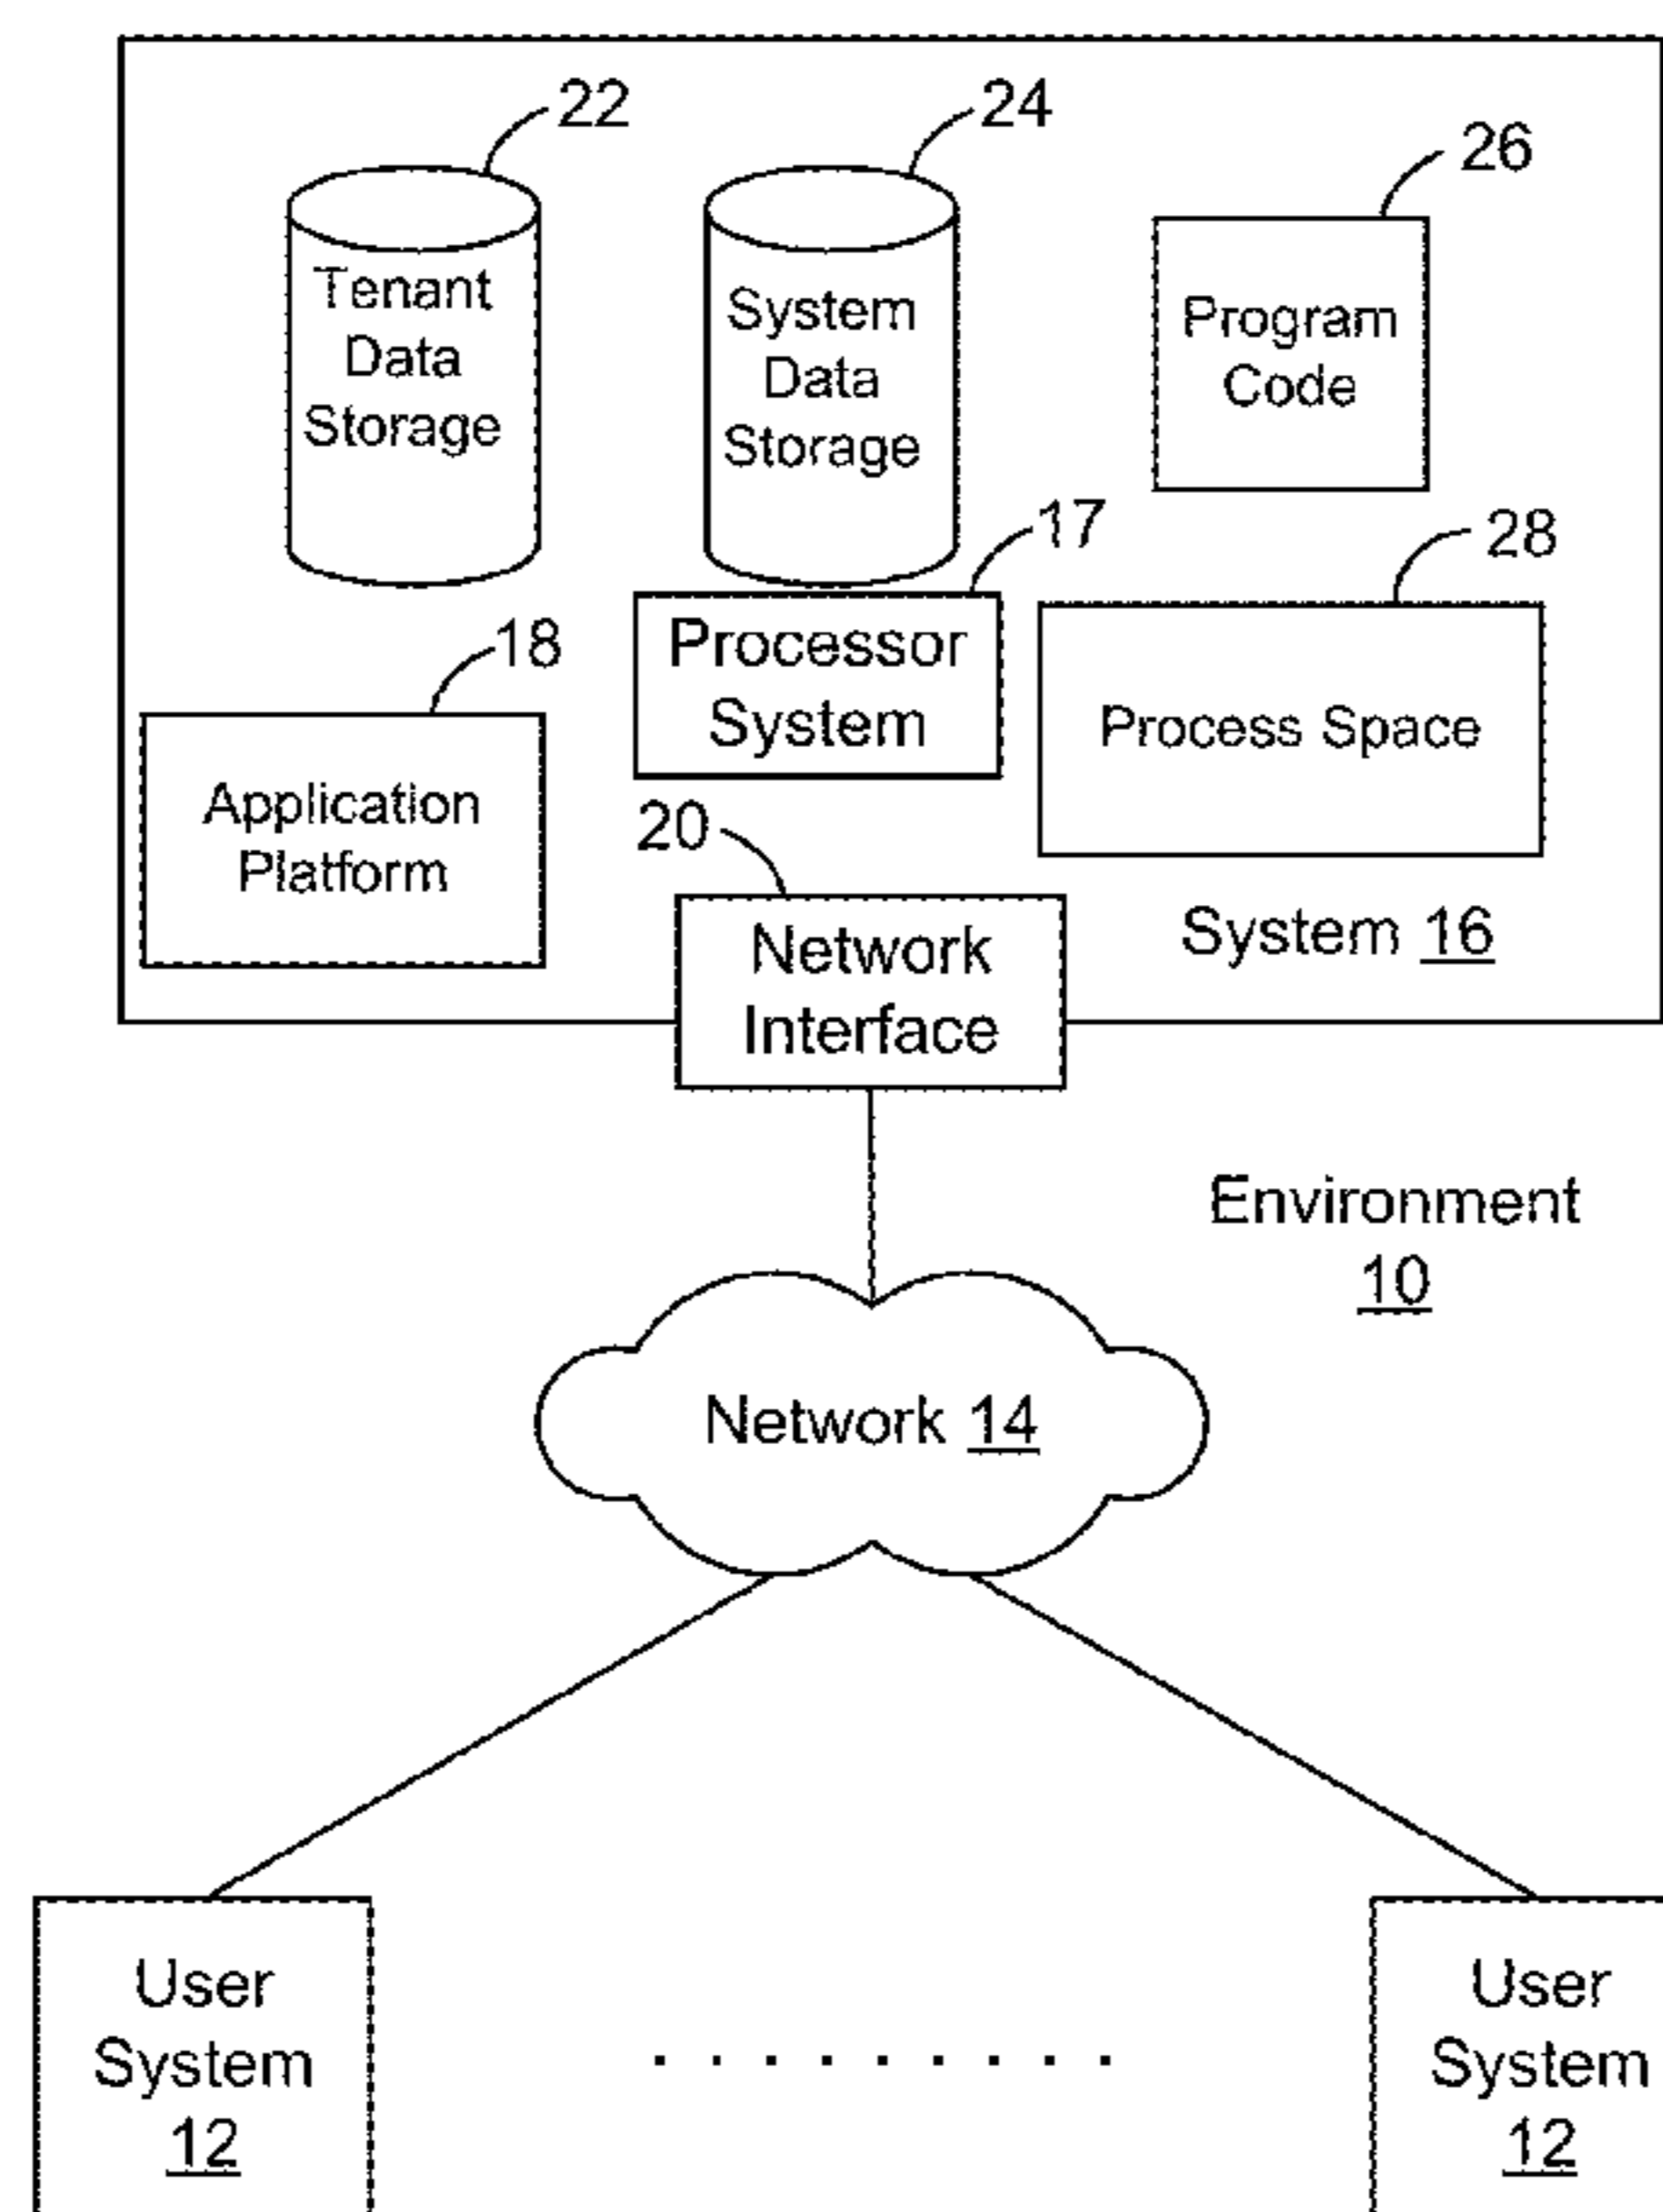 22
24
26
Tenant
Data
Storage
System
Data
Storage
Program
Code
17
28
18
Processor
System
Process Space
Application
Platform
20
Network
Interface
System 16
Environment
10
Network 14
User
System
12
. . . . . . . . .
User
System
12